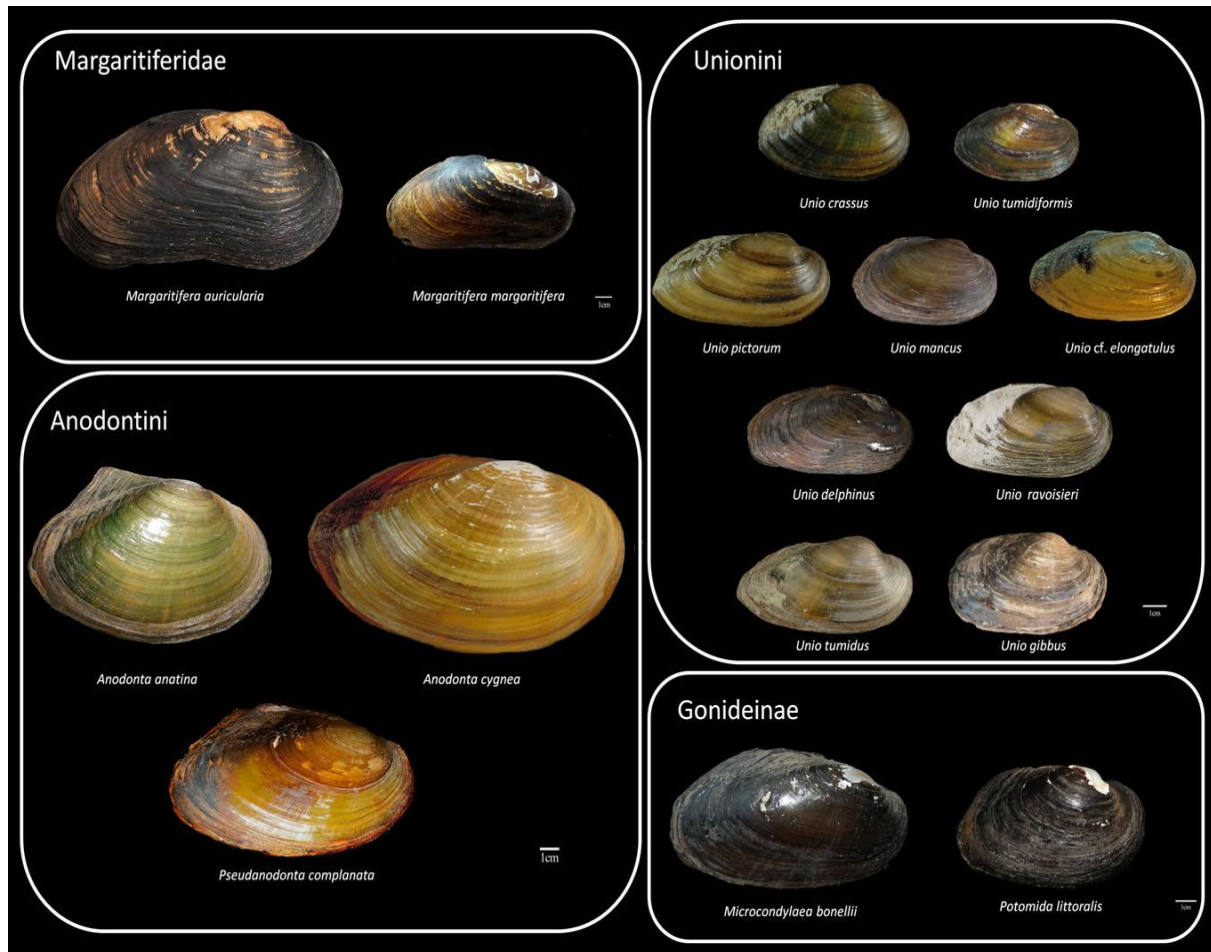 Margaritiferidae
Margaritifera auricularia
Margaritifera margaritifera
1cm
Anodontini
Anodonta anatina
Anodonta cygnea
Pseudanodonta complanata
1cm
Unionini
Unio crassus
Unio tumidiformis
Unio pictorum
Unio mancus
Unio cf. elongatulus
Unio delphinus
Unio ravoisieri
Unio tumidus
Unio gibbus
1cm
Gonideinae
Microcondylaea bonellii
Potomida littoralis
1cm